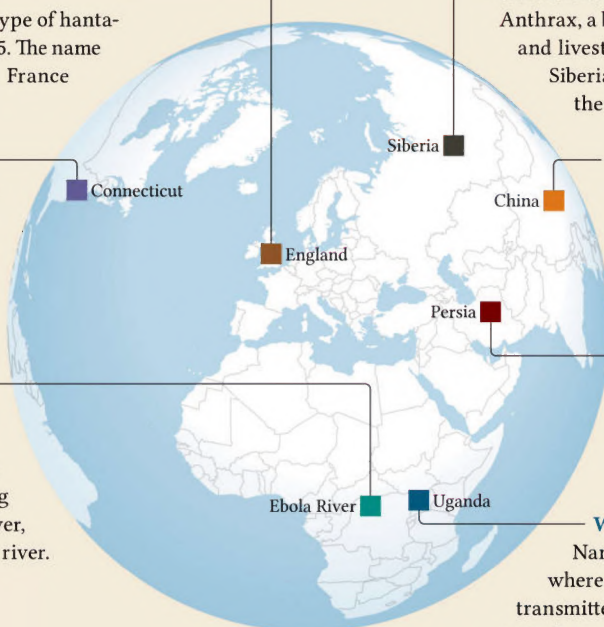 ype of hanta-
5. The name
France
Anthrax, a b
and livest
Siberia
the
Siberia
Connecticut
China
England
Persia
Ebola River
Uganda
g
ver,
river.
W
Nar
where
transmitte